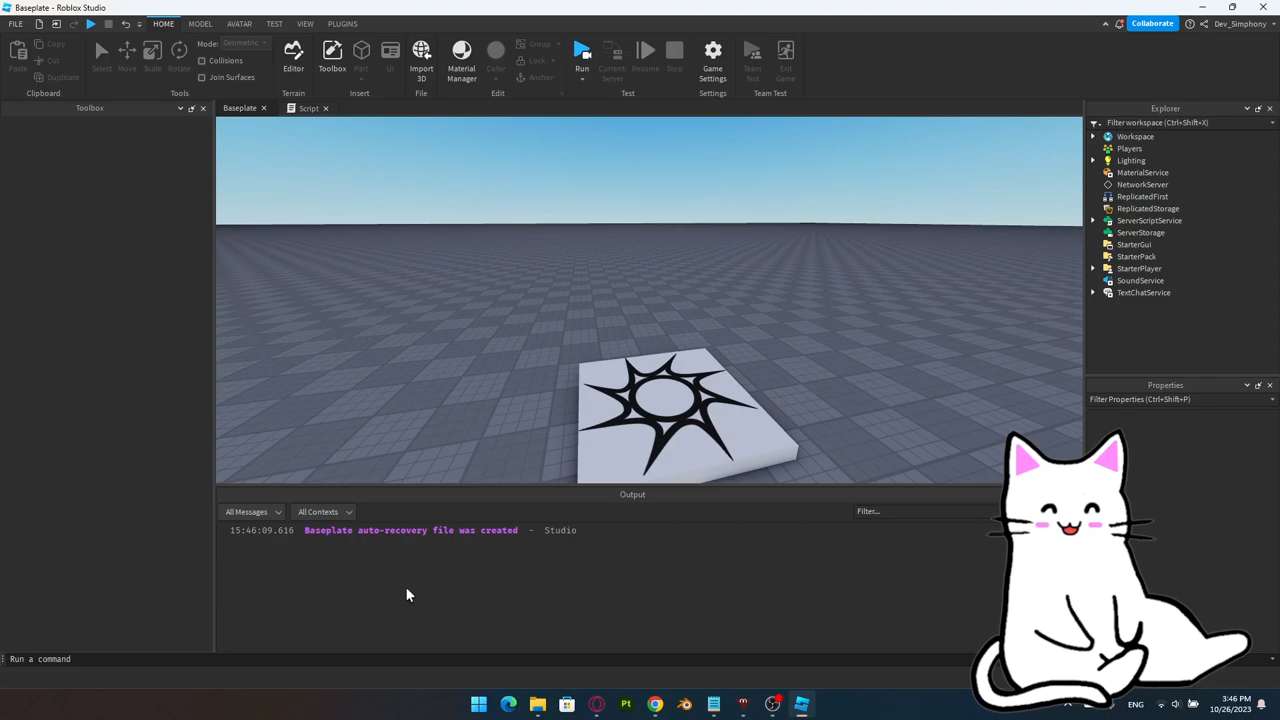 Baseplate - Roblox Studio
FILE HOME MODEL AVATAR TEST VIEW PLUGINS Collaborate Dev_Simphony
Paste Copy Cut Duplicate Clipboard
Select Move Scale Rotate Mode: Geometric Collisions Join Surfaces Tools
Editor Terrain
Toolbox Part UI Insert
Import 3D File
Material Manager Color Group Lock Anchor Edit
Run Current: Server Resume Stop Test
Game Settings Settings
Team Test Exit Game Team Test
Toolbox
Baseplate Script
Explorer
Filter workspace (Ctrl+Shift+X)
Workspace
Players
Lighting
MaterialService
NetworkServer
ReplicatedFirst
ReplicatedStorage
ServerScriptService
ServerStorage
StarterGui
StarterPack
StarterPlayer
SoundService
TextChatService
Properties
Filter Properties (Ctrl+Shift+P)
Output
All Messages All Contexts Filter...
15:46:09.616 Baseplate auto-recovery file was created - Studio
Run a command
Pt
ENG
3:46 PM
10/26/2023